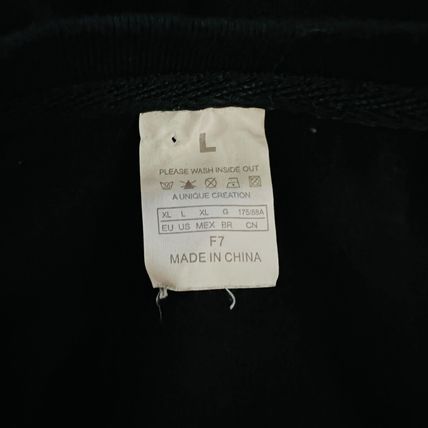 L
PLEASE WASH INSIDE OUT
A UNIQUE CREATION
XL L XL G 175/88A
EU US MEX BR CN
F7
MADE IN CHINA